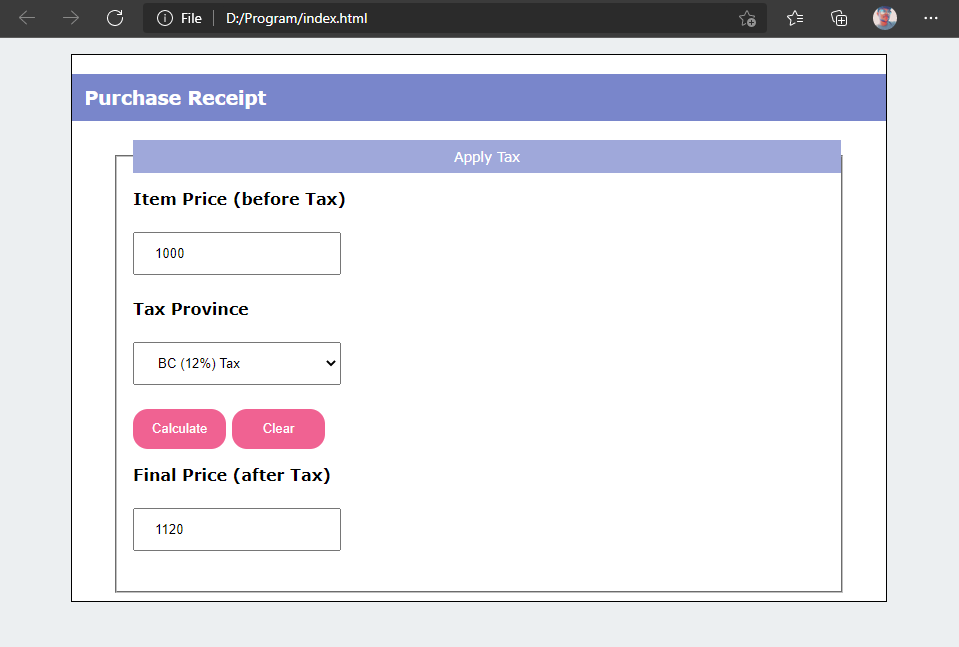 File D:/Program/index.html
Purchase Receipt
Apply Tax
Item Price (before Tax)
1000
Tax Province
BC (12%) Tax
Calculate Clear
Final Price (after Tax)
1120